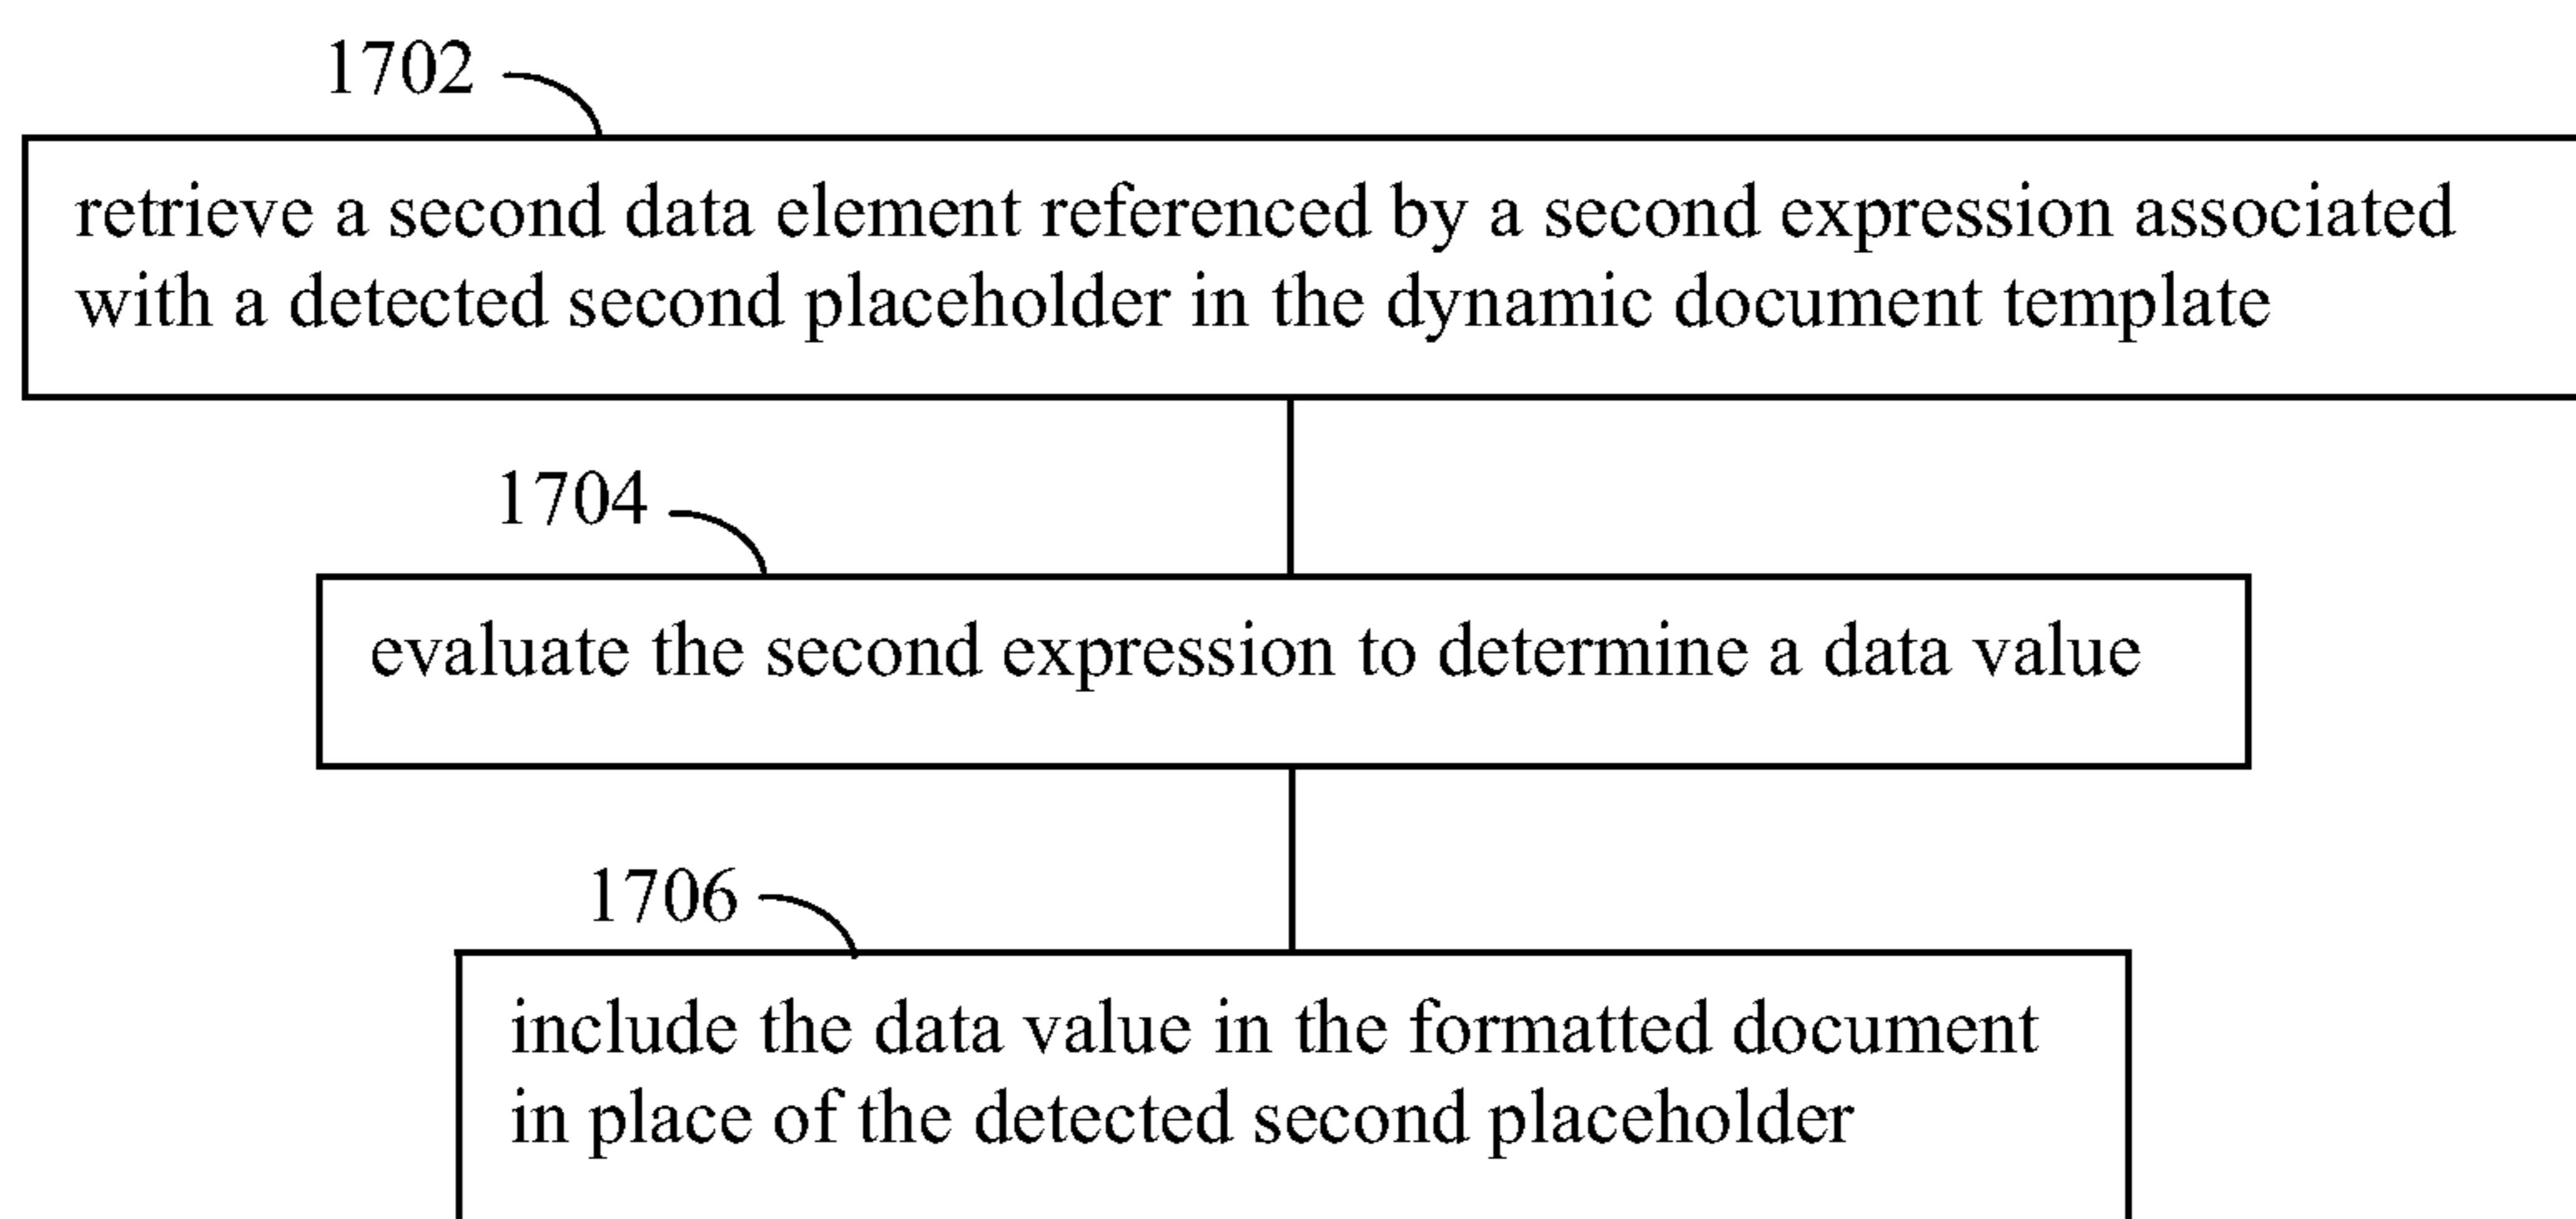 1702
retrieve a second data element referenced by a second expression associated
with a detected second placeholder in the dynamic document template
1704
evaluate the second expression to determine a data value
1706
include the data value in the formatted document
in place of the detected second placeholder